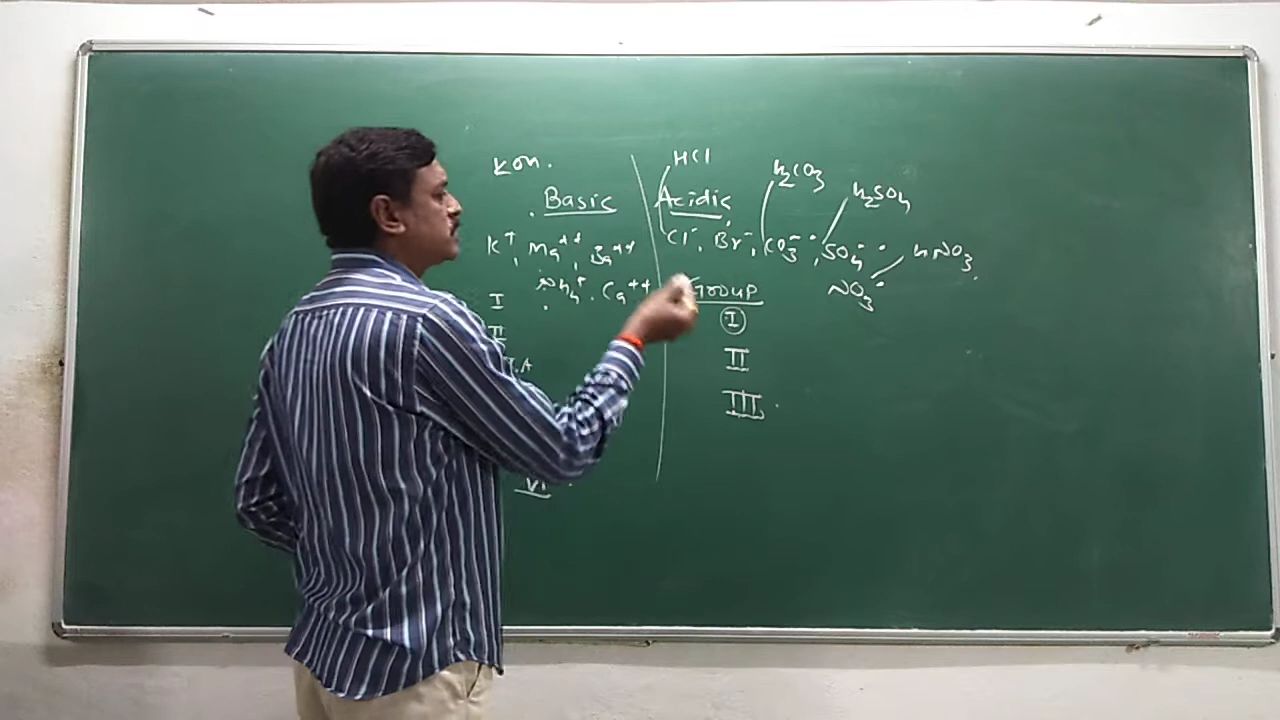 KOH.
Basic
K⁺, Mg⁺⁺, Ba⁺⁺
NH₄⁺. Ca⁺⁺
I
II
.A
VI
HCl
H₂CO₃
H₂SO₄
Acidic
Cl⁻, Br⁻, CO₃⁻⁻, SO₄⁻⁻
HNO₃
NO₃⁻
Group
I
II
III.